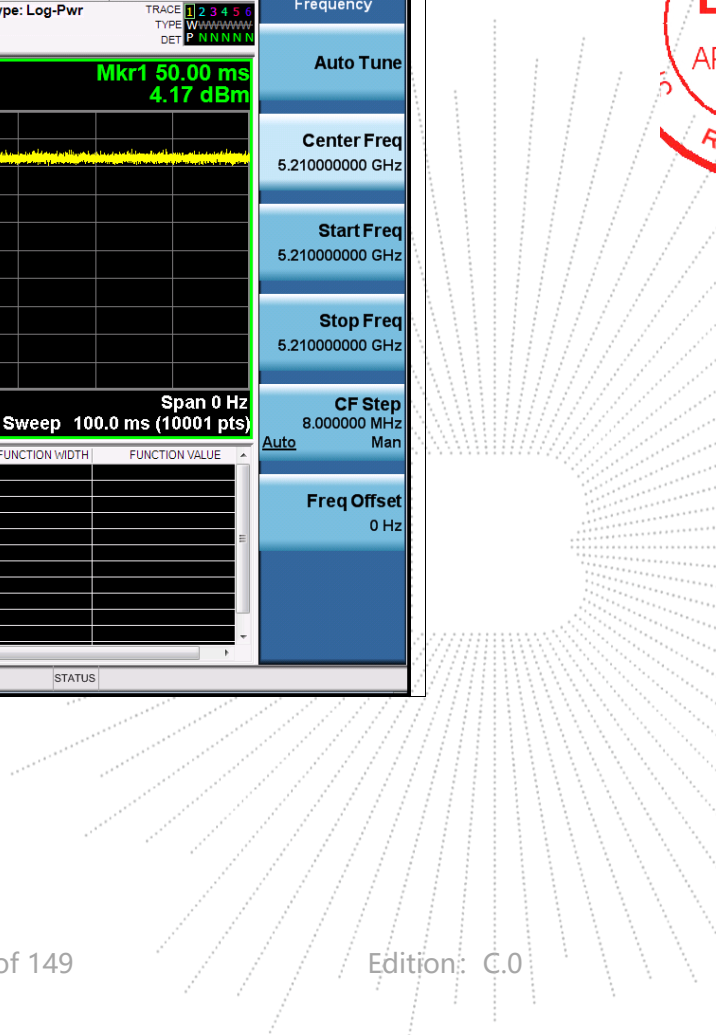 Frequency
ype: Log-Pwr
TRACE 1 2 3 4 5 6
TYPE WWWWWWW
DET P N N N N N
Auto Tune
Mkr1 50.00 ms
4.17 dBm
Center Freq
5.210000000 GHz
Start Freq
5.210000000 GHz
Stop Freq
5.210000000 GHz
Span 0 Hz
Sweep 100.0 ms (10001 pts)
CF Step
8.000000 MHz
Auto Man
FUNCTION WIDTH FUNCTION VALUE
Freq Offset
0 Hz
STATUS
of 149 Edition: C.0